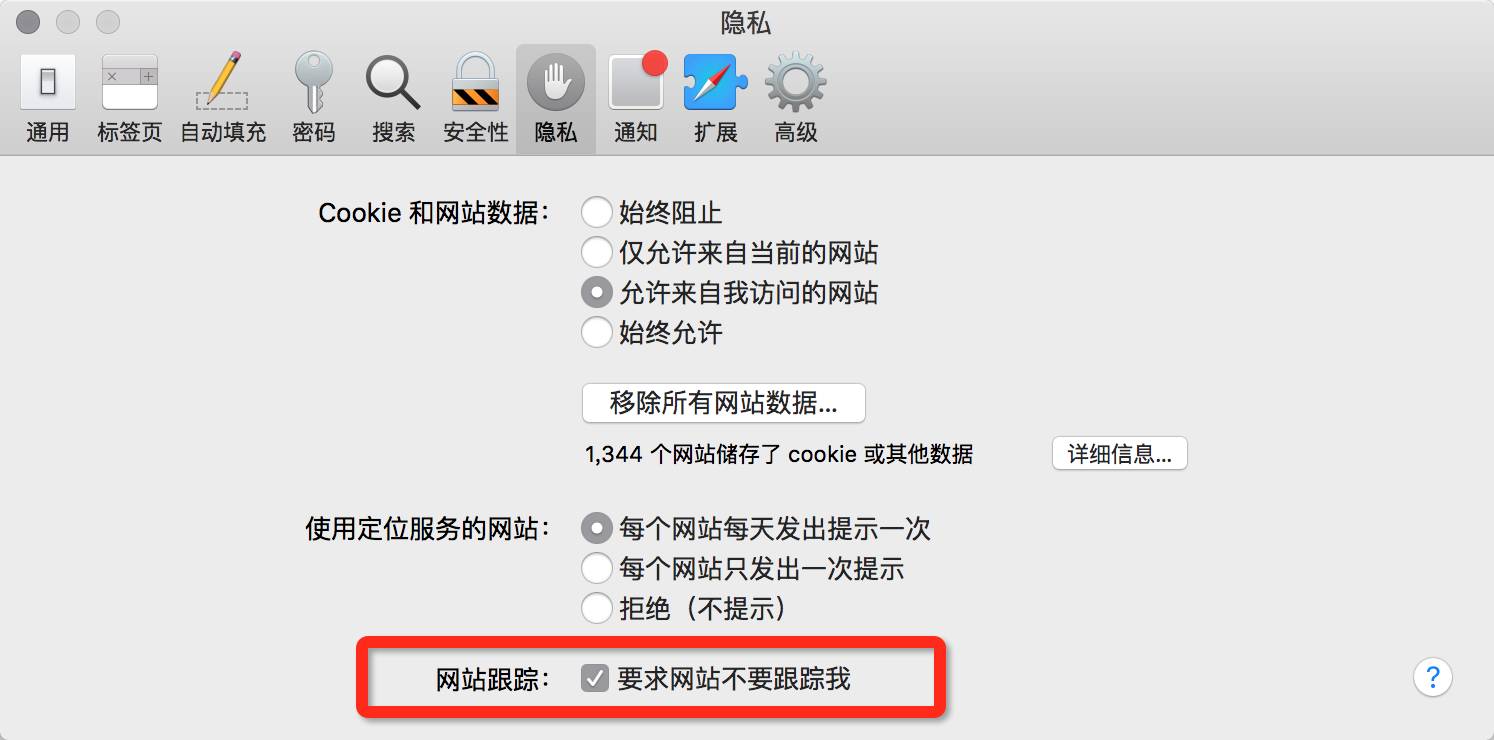 隐私
通用 标签页 自动填充 密码 搜索 安全性 隐私 通知 扩展 高级
Cookie 和网站数据： 始终阻止
仅允许来自当前的网站
允许来自我访问的网站
始终允许
移除所有网站数据...
1,344 个网站储存了 cookie 或其他数据 详细信息...
使用定位服务的网站： 每个网站每天发出提示一次
每个网站只发出一次提示
拒绝（不提示）
网站跟踪： 要求网站不要跟踪我
?